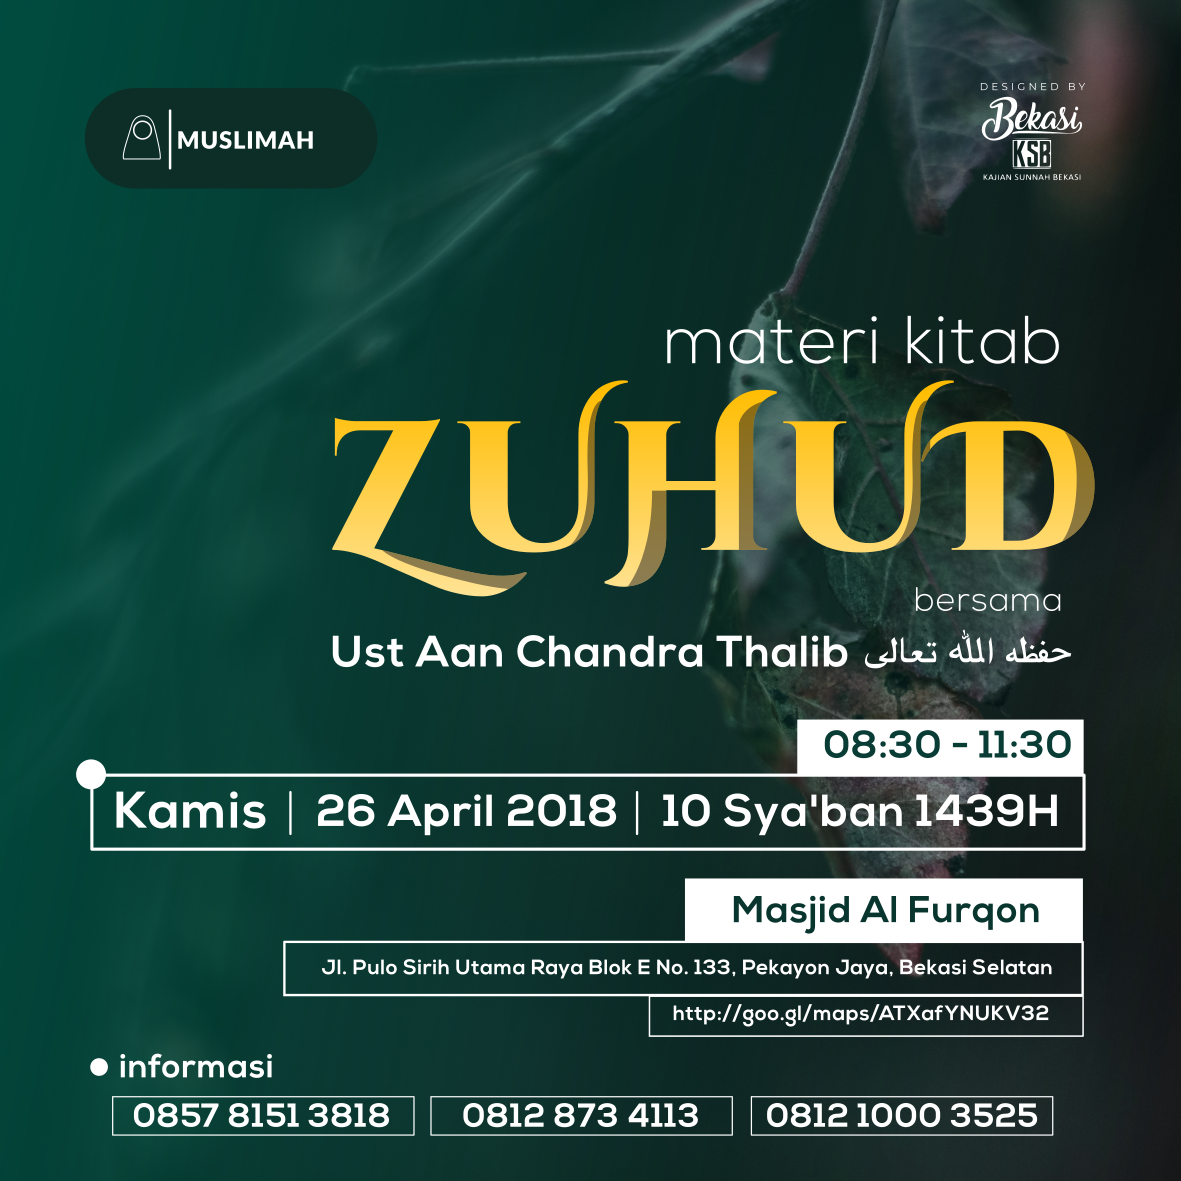 MUSLIMAH
DESIGNED BY
Bekasi
KSB
KAJIAN SUNNAH BEKASI
materi kitab
ZUHUD
bersama
Ust Aan Chandra Thalib حفظه الله تعالى
08:30 - 11:30
Kamis | 26 April 2018 | 10 Sya'ban 1439H
Masjid Al Furqon
Jl. Pulo Sirih Utama Raya Blok E No. 133, Pekayon Jaya, Bekasi Selatan
http://goo.gl/maps/ATXafYNUKV32
informasi
0857 8151 3818
0812 873 4113
0812 1000 3525